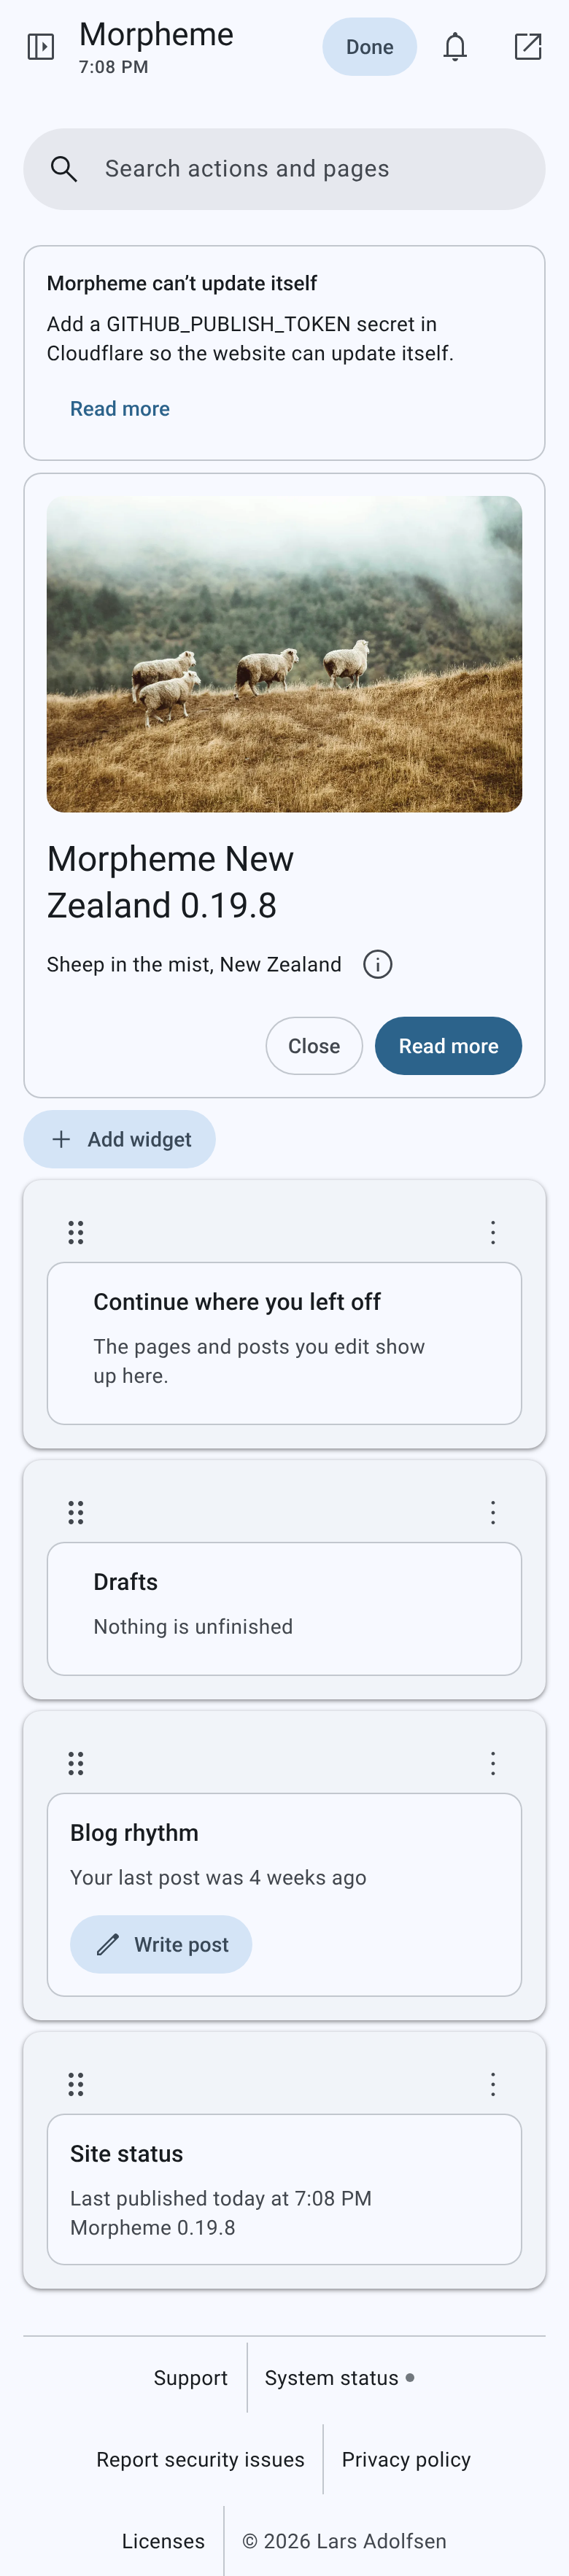 Morpheme
7:08 PM
Done
Search actions and pages
Morpheme can’t update itself
Add a GITHUB_PUBLISH_TOKEN secret in
Cloudflare so the website can update itself.
Read more
Morpheme New
Zealand 0.19.8
Sheep in the mist, New Zealand
Close
Read more
Add widget
Continue where you left off
The pages and posts you edit show
up here.
Drafts
Nothing is unfinished
Blog rhythm
Your last post was 4 weeks ago
Write post
Site status
Last published today at 7:08 PM
Morpheme 0.19.8
Support
System status
Report security issues
Privacy policy
Licenses
© 2026 Lars Adolfsen